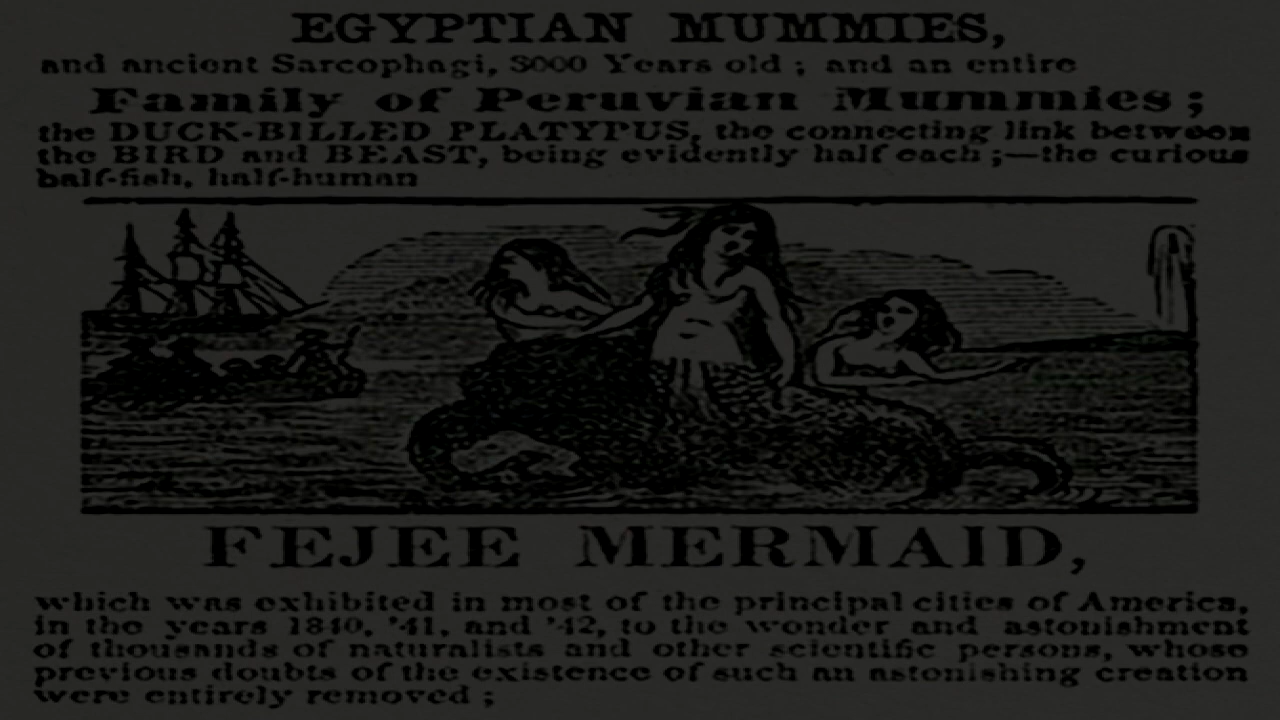 EGYPTIAN MUMMIES,
and ancient Sarcophagi, 3000 Years old ; and an entire
Family of Peruvian Mummies ;
the DUCK-BILLED PLATYPUS, the connecting link between
the BIRD and BEAST, being evidently half each ;—the curious
half-fish, half-human
FEJEE MERMAID,
which was exhibited in most of the principal cities of America,
in the years 1840, '41, and '42, to the wonder and astonishment
of thousands of naturalists and other scientific persons, whose
previous doubts of the existence of such an astonishing creation
were entirely removed ;